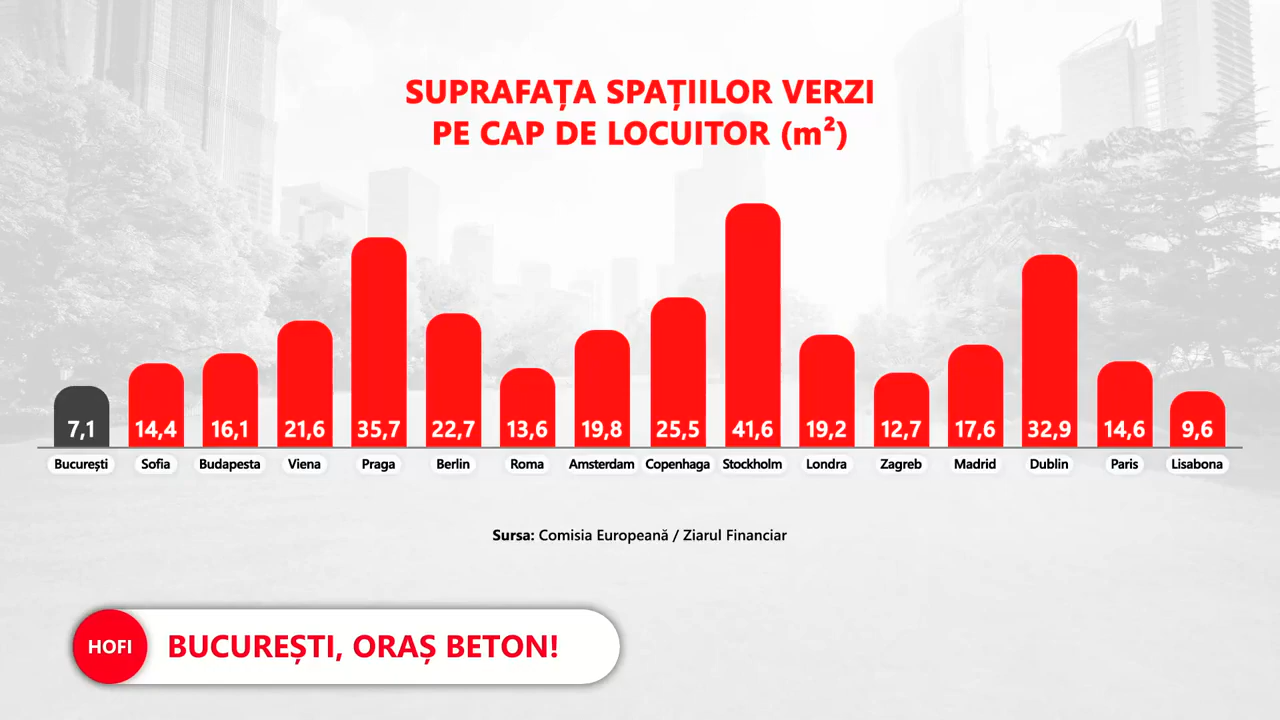 SUPRAFAȚA SPAȚIILOR VERZI
PE CAP DE LOCUITOR (m²)
7,1 14,4 16,1 21,6 35,7 22,7 13,6 19,8 25,5 41,6 19,2 12,7 17,6 32,9 14,6 9,6
București Sofia Budapesta Viena Praga Berlin Roma Amsterdam Copenhaga Stockholm Londra Zagreb Madrid Dublin Paris Lisabona
Sursa: Comisia Europeană / Ziarul Financiar
HOFI BUCUREȘTI, ORAȘ BETON!